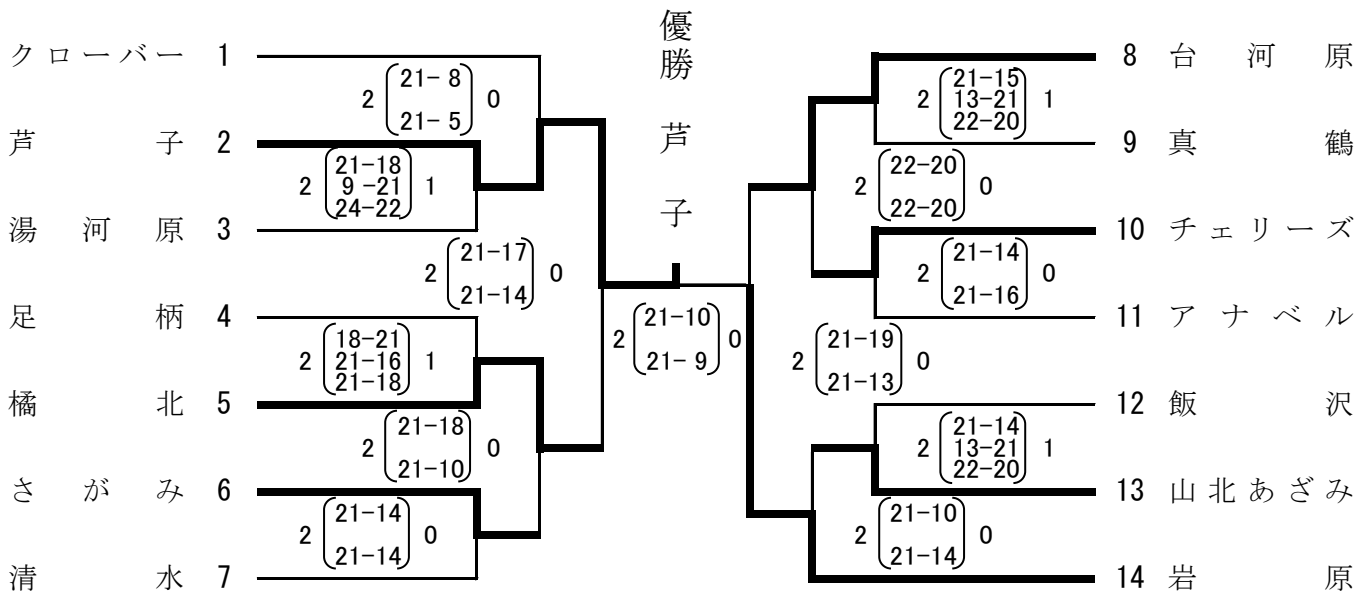 優勝 芦子
クローバー 1
2 21-8 21-5 0
芦子 2
2 21-18 9-21 24-22 1
湯河原 3
2 21-17 21-14 0
足柄 4
2 18-21 21-16 21-18 1
橘北 5
2 21-18 21-10 0
さがみ 6
2 21-14 21-14 0
清水 7
2 21-10 21-9 0
8 台河原
2 21-15 13-21 22-20 1
9 真鶴
2 22-20 22-20 0
10 チェリーズ
2 21-14 21-16 0
11 アナベル
2 21-19 21-13 0
12 飯沢
2 21-14 13-21 22-20 1
13 山北あざみ
2 21-10 21-14 0
14 岩原